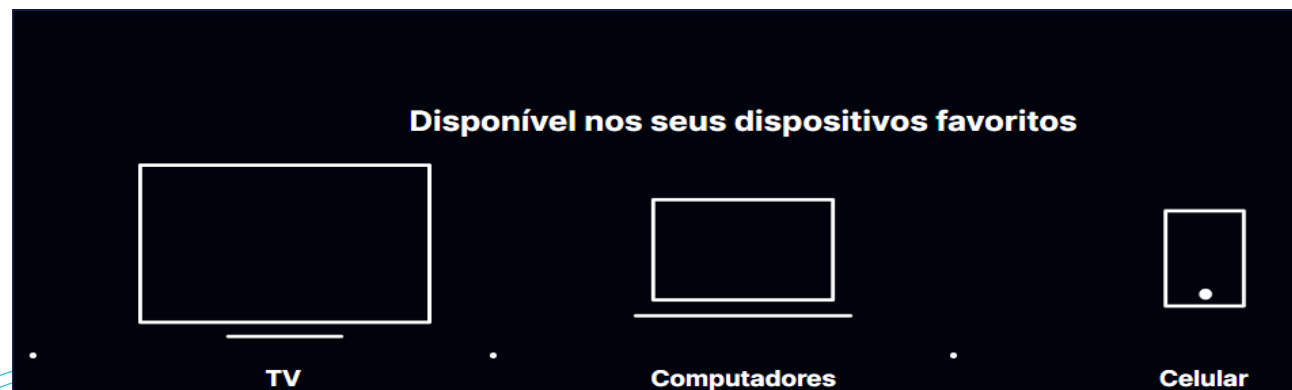 Disponível nos seus dispositivos favoritos
TV
Computadores
Celular